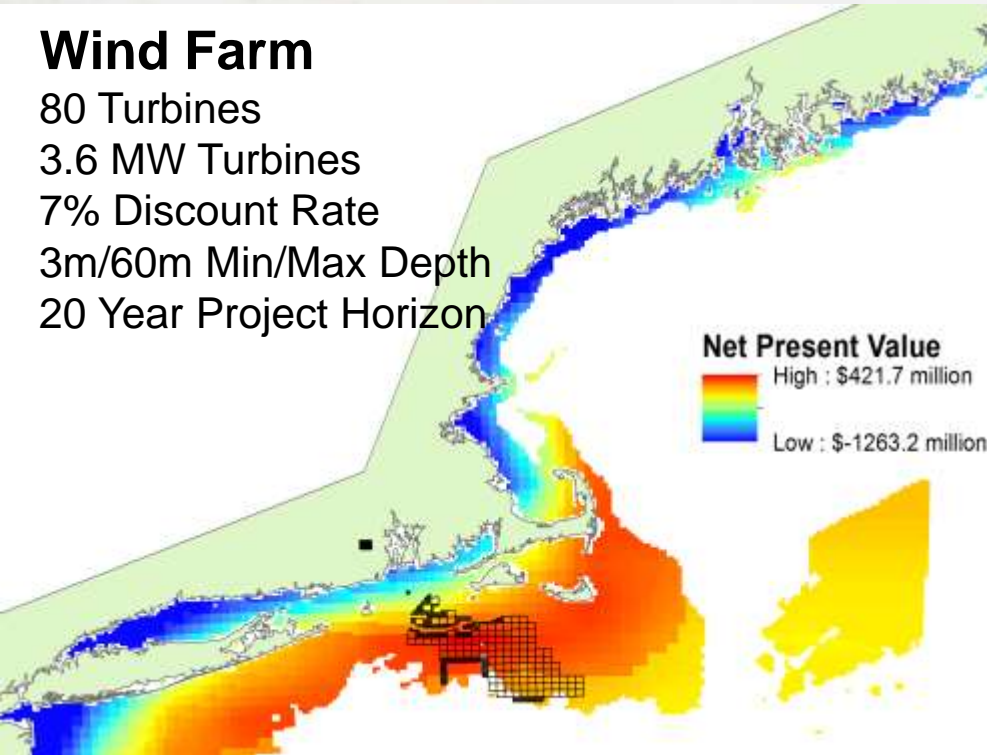 Wind Farm
80 Turbines
3.6 MW Turbines
7% Discount Rate
3m/60m Min/Max Depth
20 Year Project Horizon
Net Present Value
High : $421.7 million
Low : $-1263.2 million